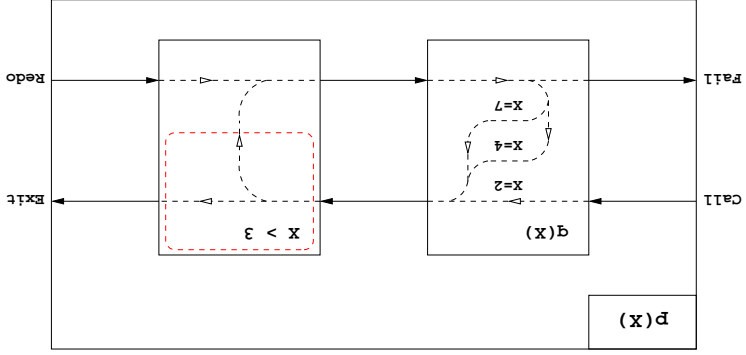 p(X)
q(X)
X > 3
Call
X=2
Exit
X=4
X=7
Fail
Redo